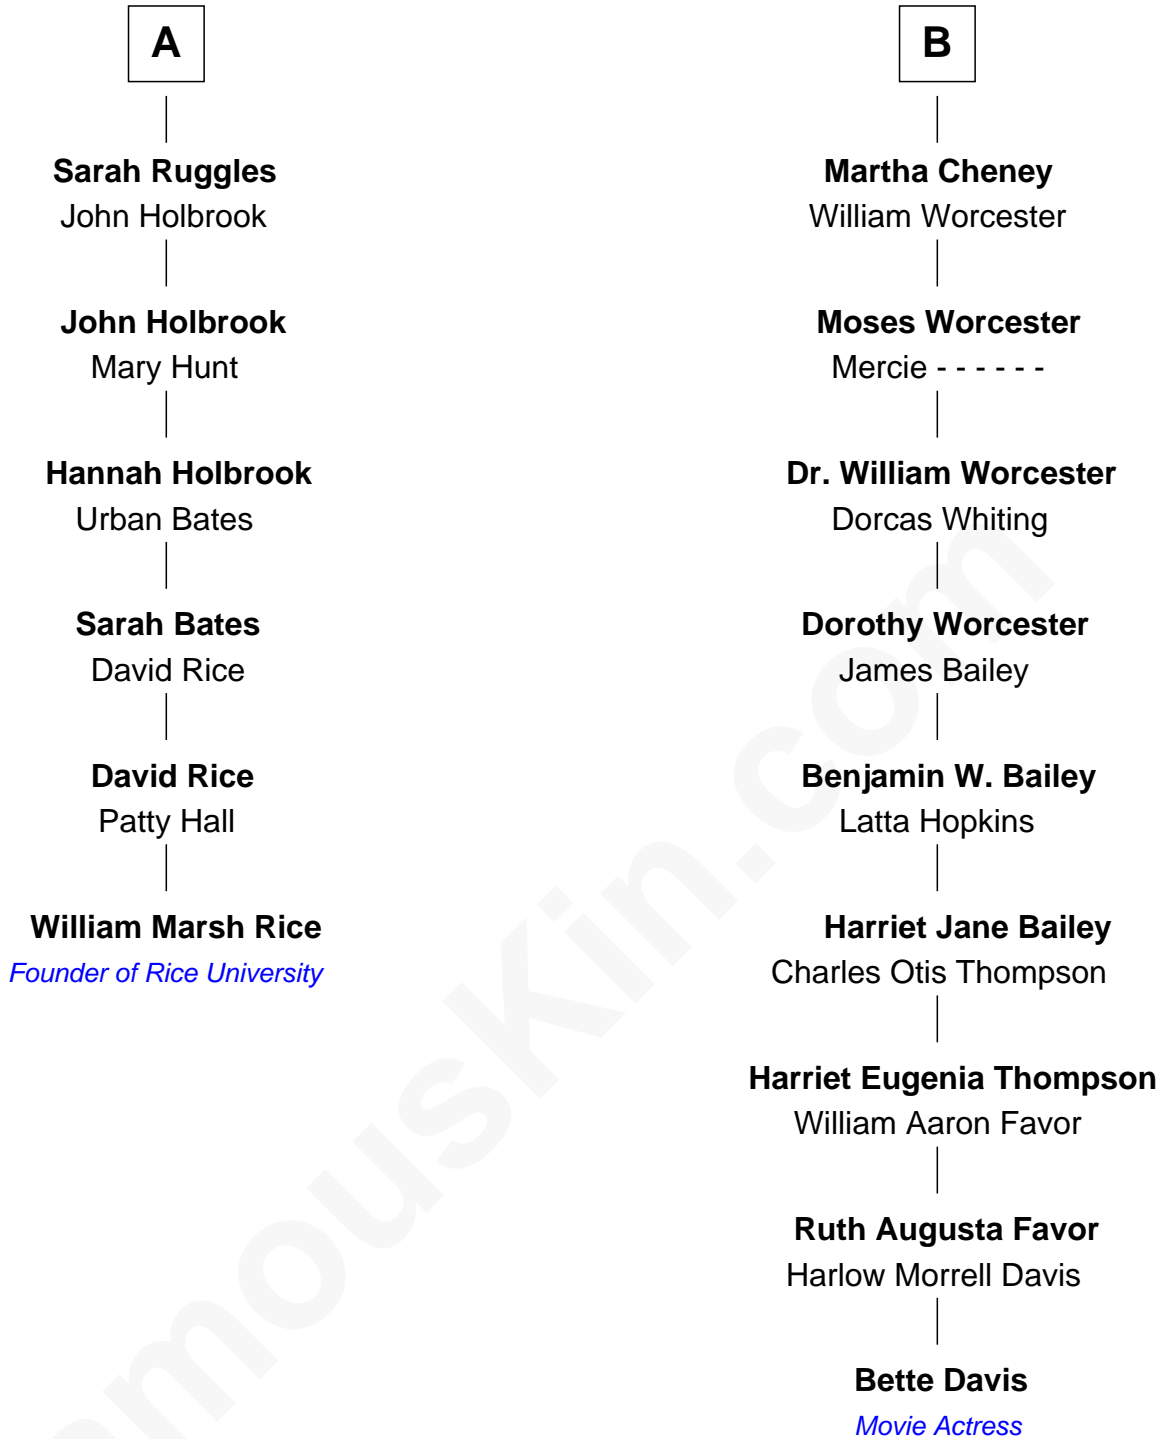 A
Sarah Ruggles
John Holbrook
John Holbrook
Mary Hunt
Hannah Holbrook
Urban Bates
Sarah Bates
David Rice
David Rice
Patty Hall
William Marsh Rice
Founder of Rice University
B
Martha Cheney
William Worcester
Moses Worcester
Mercie - - - - - -
Dr. William Worcester
Dorcas Whiting
Dorothy Worcester
James Bailey
Benjamin W. Bailey
Latta Hopkins
Harriet Jane Bailey
Charles Otis Thompson
Harriet Eugenia Thompson
William Aaron Favor
Ruth Augusta Favor
Harlow Morrell Davis
Bette Davis
Movie Actress
amouskin.com